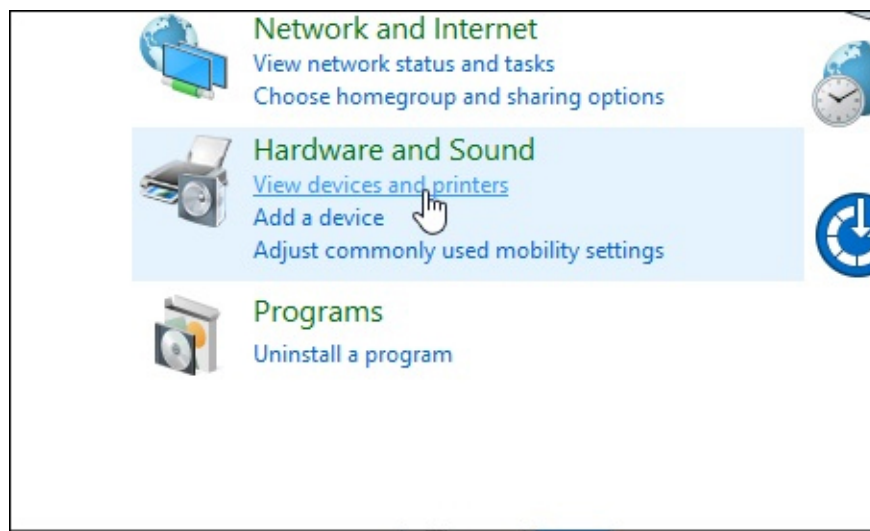 Network and Internet
View network status and tasks
Choose homegroup and sharing options
Hardware and Sound
View devices and printers
Add a device
Adjust commonly used mobility settings
Programs
Uninstall a program